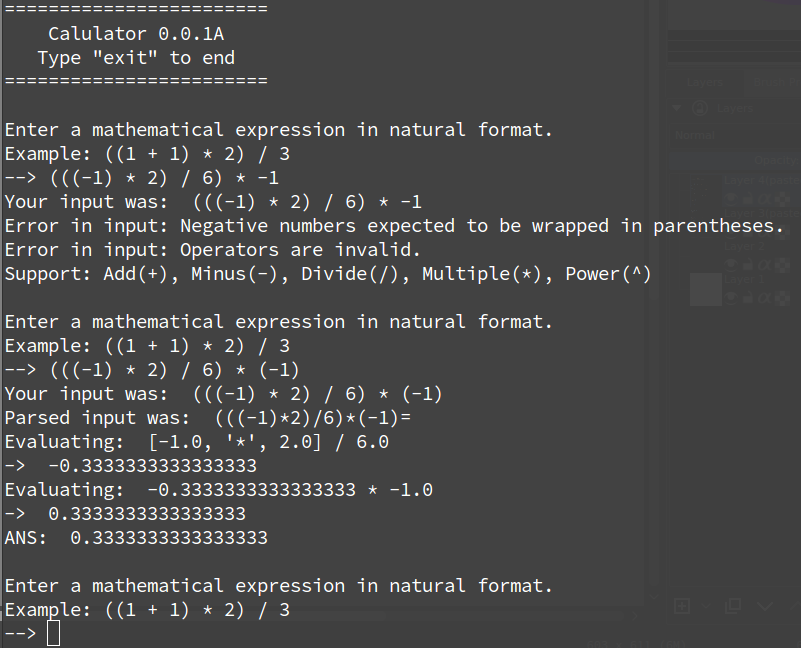 ========================
Calulator 0.0.1A
Type "exit" to end
========================
Enter a mathematical expression in natural format.
Example: ((1 + 1) * 2) / 3
--> (((-1) * 2) / 6) * -1
Your input was:  (((-1) * 2) / 6) * -1
Error in input: Negative numbers expected to be wrapped in parentheses.
Error in input: Operators are invalid.
Support: Add(+), Minus(-), Divide(/), Multiple(*), Power(^)
Enter a mathematical expression in natural format.
Example: ((1 + 1) * 2) / 3
--> (((-1) * 2) / 6) * (-1)
Your input was:  (((-1) * 2) / 6) * (-1)
Parsed input was:  (((-1)*2)/6)*(-1)=
Evaluating:  [-1.0, '*', 2.0] / 6.0
->  -0.3333333333333333
Evaluating:  -0.3333333333333333 * -1.0
->  0.3333333333333333
ANS:  0.3333333333333333
Enter a mathematical expression in natural format.
Example: ((1 + 1) * 2) / 3
-->
Layers
Layers
Normal